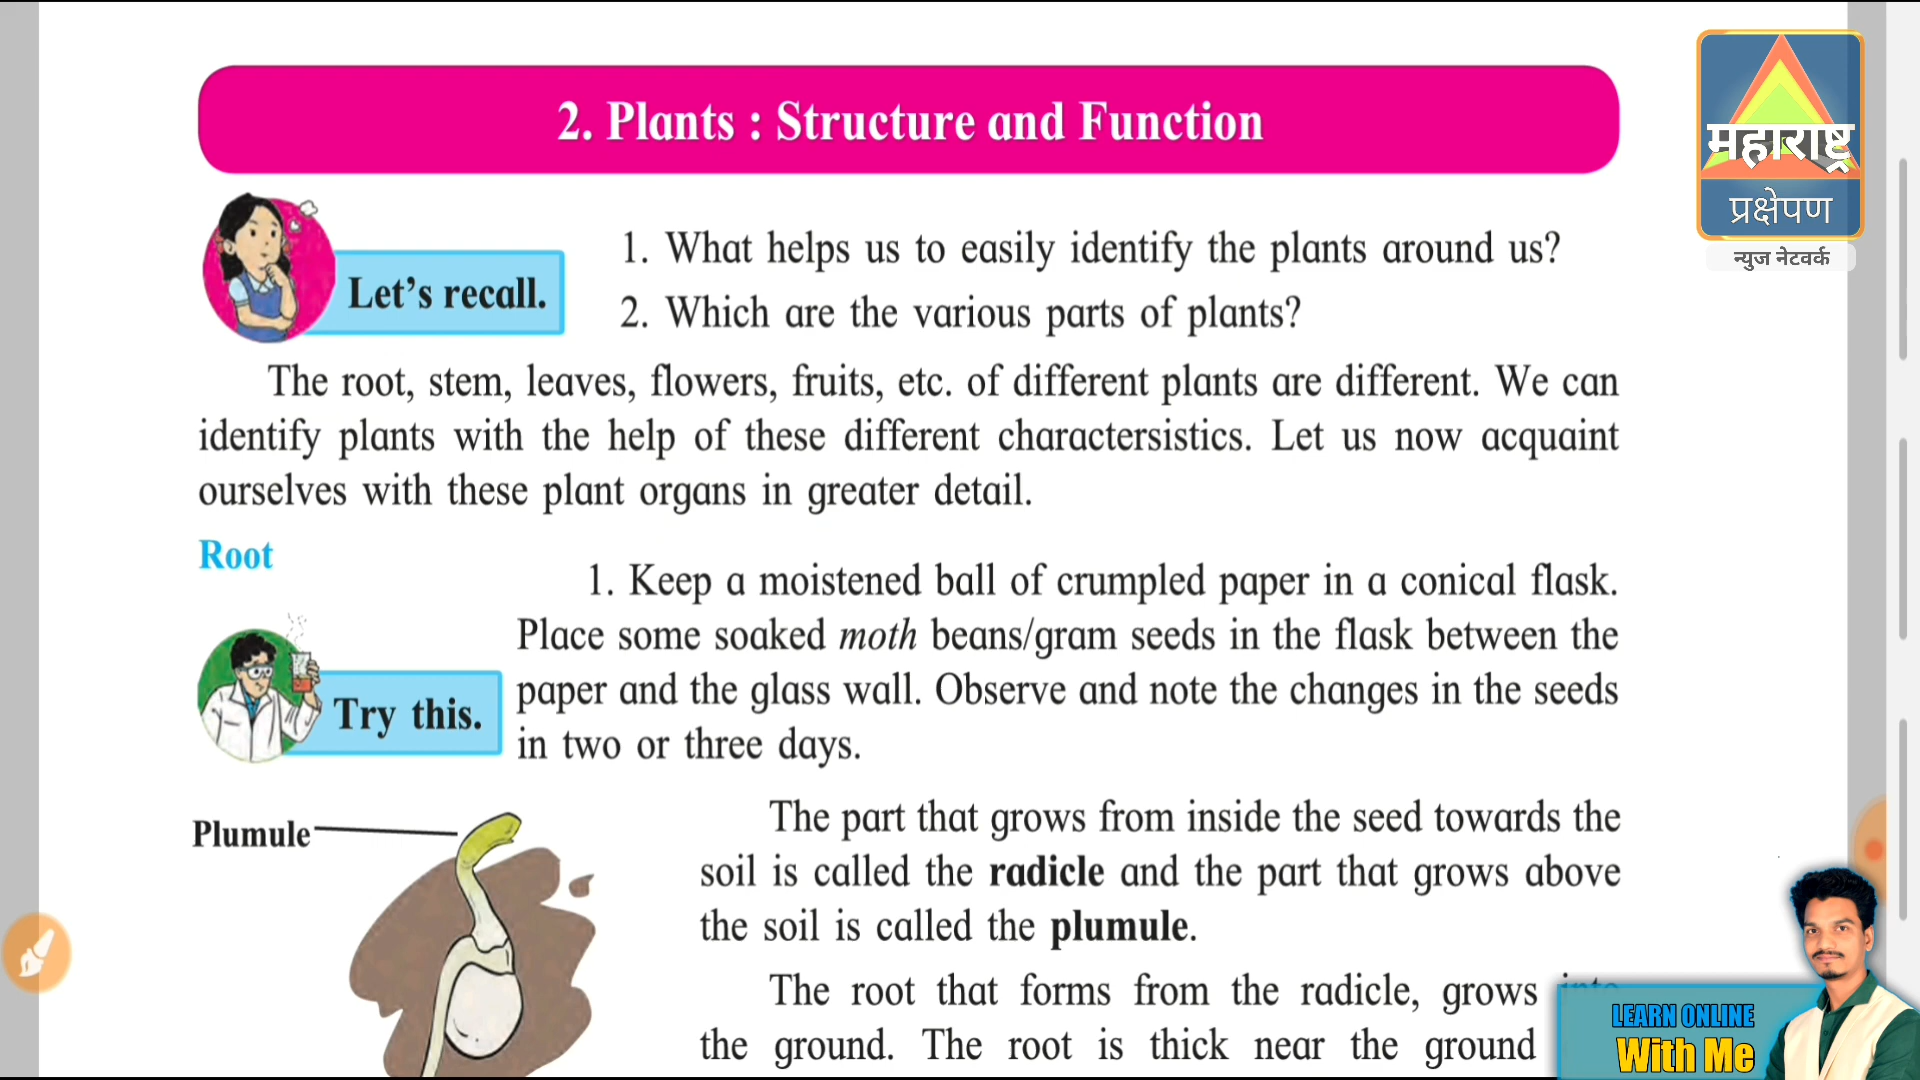 2. Plants : Structure and Function
महाराष्ट्र
प्रक्षेपण
न्युज नेटवर्क
Let's recall.
1. What helps us to easily identify the plants around us?
2. Which are the various parts of plants?
The root, stem, leaves, flowers, fruits, etc. of different plants are different. We can
identify plants with the help of these different charactersistics. Let us now acquaint
ourselves with these plant organs in greater detail.
Root
Try this.
1. Keep a moistened ball of crumpled paper in a conical flask.
Place some soaked moth beans/gram seeds in the flask between the
paper and the glass wall. Observe and note the changes in the seeds
in two or three days.
Plumule
The part that grows from inside the seed towards the
soil is called the radicle and the part that grows above
the soil is called the plumule.
The root that forms from the radicle, grows
the ground. The root is thick near the ground
LEARN ONLINE
With Me